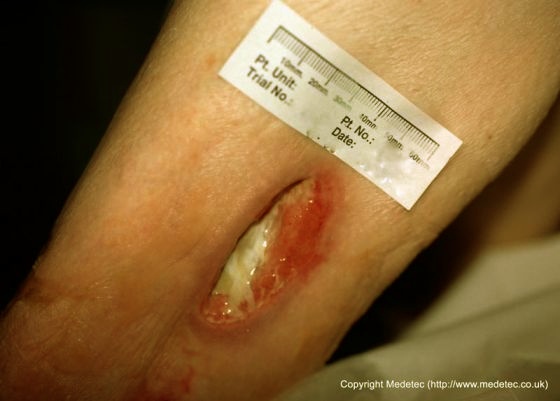 10mm. 20mm. 30mm. 40mm. 50mm. 60mm.
Pt. Unit: Pt. No.:
Trial No.: Date:
Copyright Medetec (http://www.medetec.co.uk)